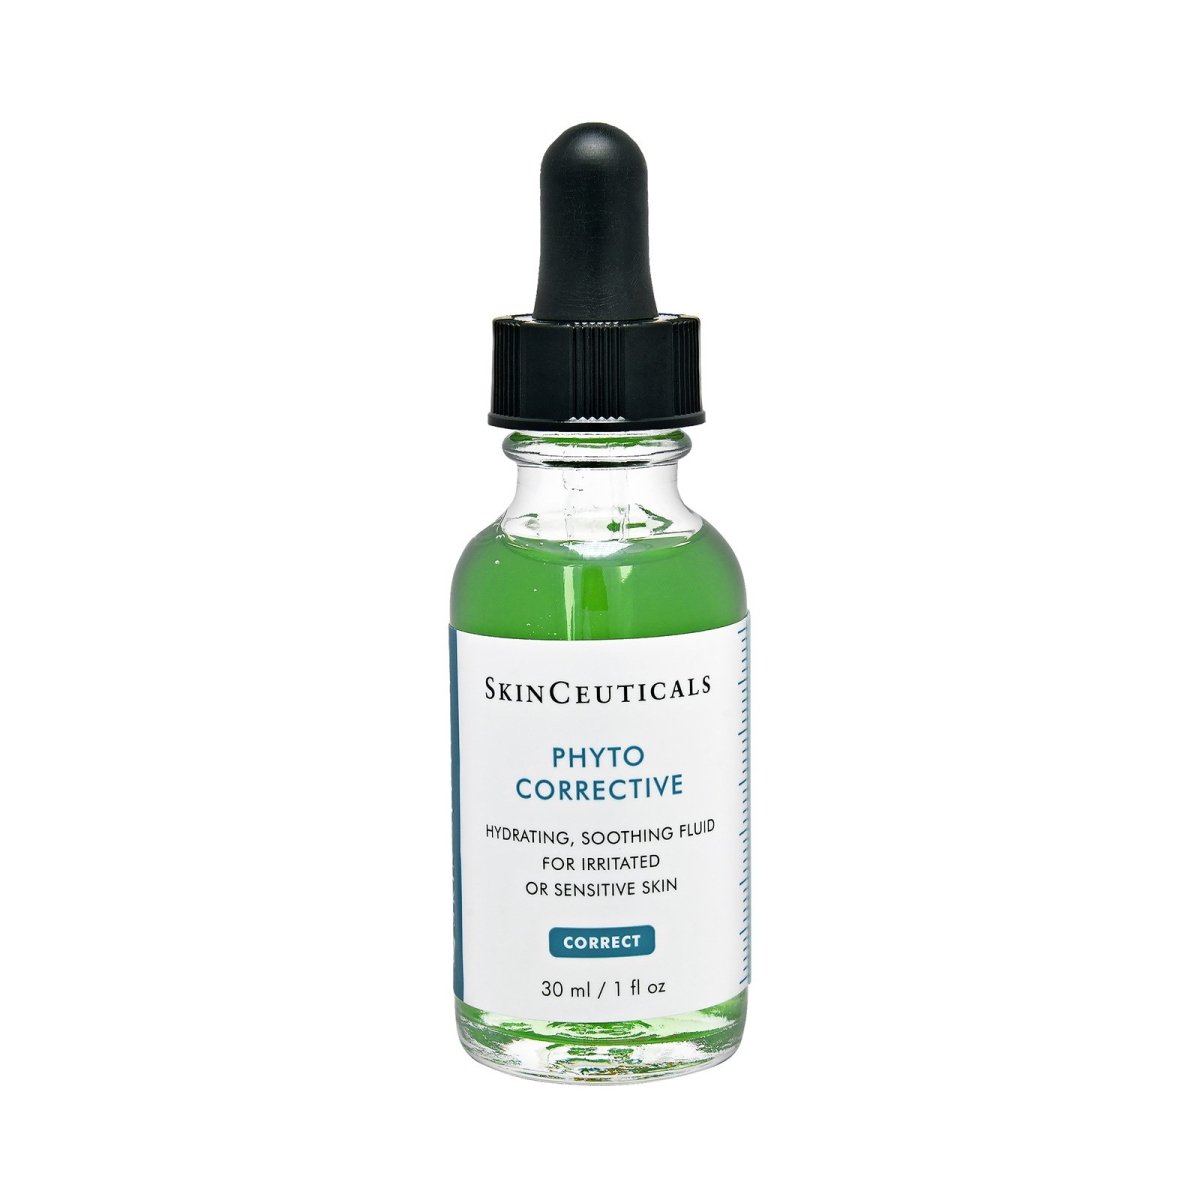 SKINCEUTICALS
PHYTO
CORRECTIVE
HYDRATING, SOOTHING FLUID
FOR IRRITATED
OR SENSITIVE SKIN
CORRECT
30 ml / 1 fl oz